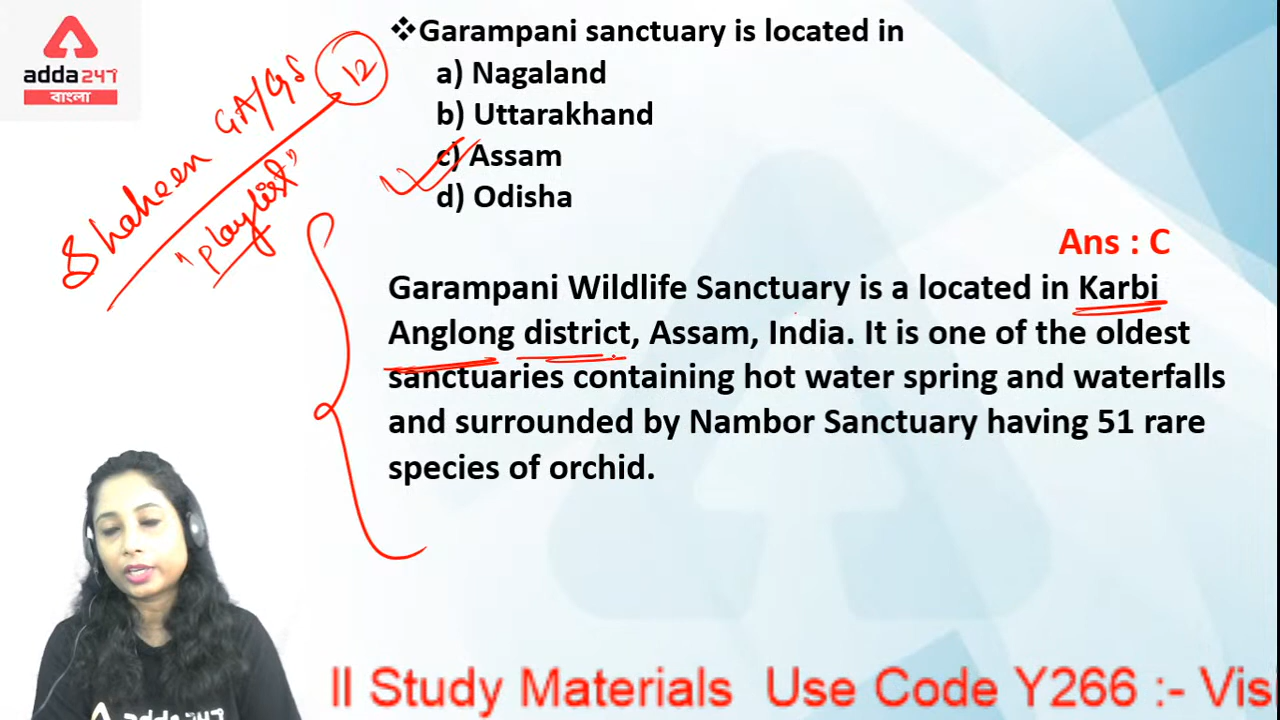 adda247
বাংলা
Shaheen GA/GS 12
"Playlist"
❖Garampani sanctuary is located in
a) Nagaland
b) Uttarakhand
c) Assam
d) Odisha
Ans : C
Garampani Wildlife Sanctuary is a located in Karbi
Anglong district, Assam, India. It is one of the oldest
sanctuaries containing hot water spring and waterfalls
and surrounded by Nambor Sanctuary having 51 rare
species of orchid.
adda247
ll Study Materials Use Code Y266 :- Vis